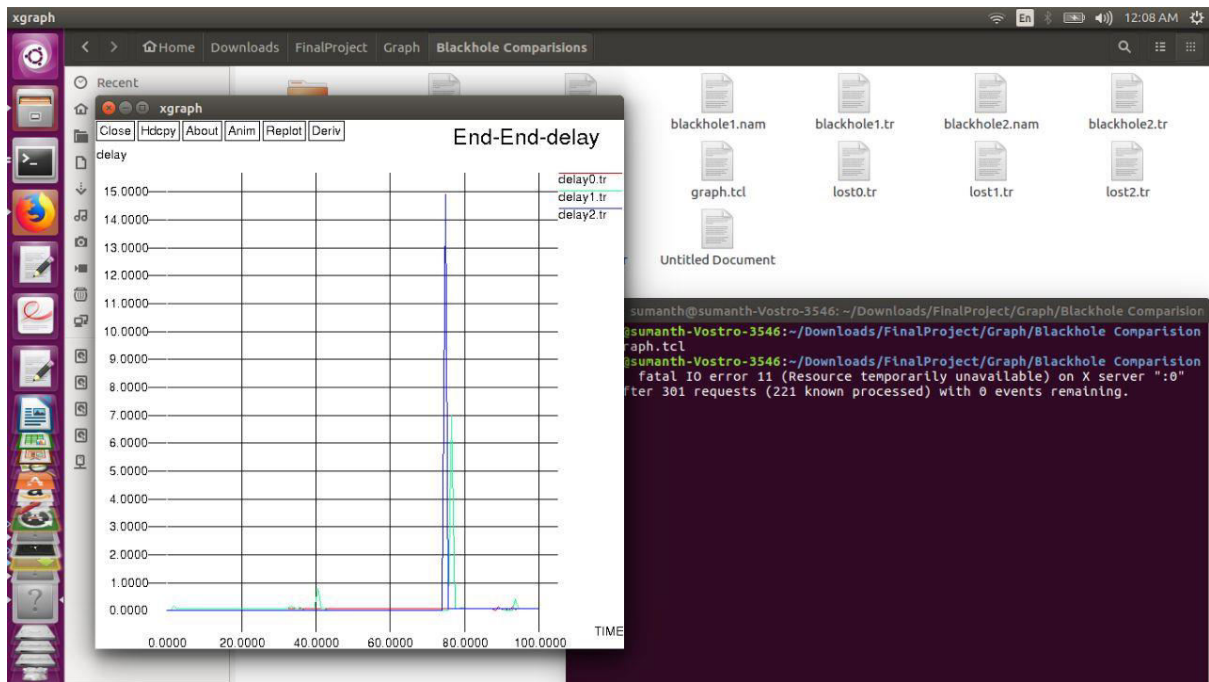 xgraph
En
12:08 AM
Home Downloads FinalProject Graph Blackhole Comparisions
Recent
xgraph
Close Hdcpy About Anim Replot Deriv
End-End-delay
delay
delay0.tr
delay1.tr
delay2.tr
15.0000
14.0000
13.0000
12.0000
11.0000
10.0000
9.0000
8.0000
7.0000
6.0000
5.0000
4.0000
3.0000
2.0000
1.0000
0.0000
TIME
0.0000 20.0000 40.0000 60.0000 80.0000 100.0000
blackhole1.nam blackhole1.tr blackhole2.nam blackhole2.tr
graph.tcl lost0.tr lost1.tr lost2.tr
Untitled Document
sumanth@sumanth-Vostro-3546: ~/Downloads/FinalProject/Graph/Blackhole Comparision
@sumanth-Vostro-3546:~/Downloads/FinalProject/Graph/Blackhole Comparision
raph.tcl
@sumanth-Vostro-3546:~/Downloads/FinalProject/Graph/Blackhole Comparision
fatal IO error 11 (Resource temporarily unavailable) on X server ":0"
fter 301 requests (221 known processed) with 0 events remaining.